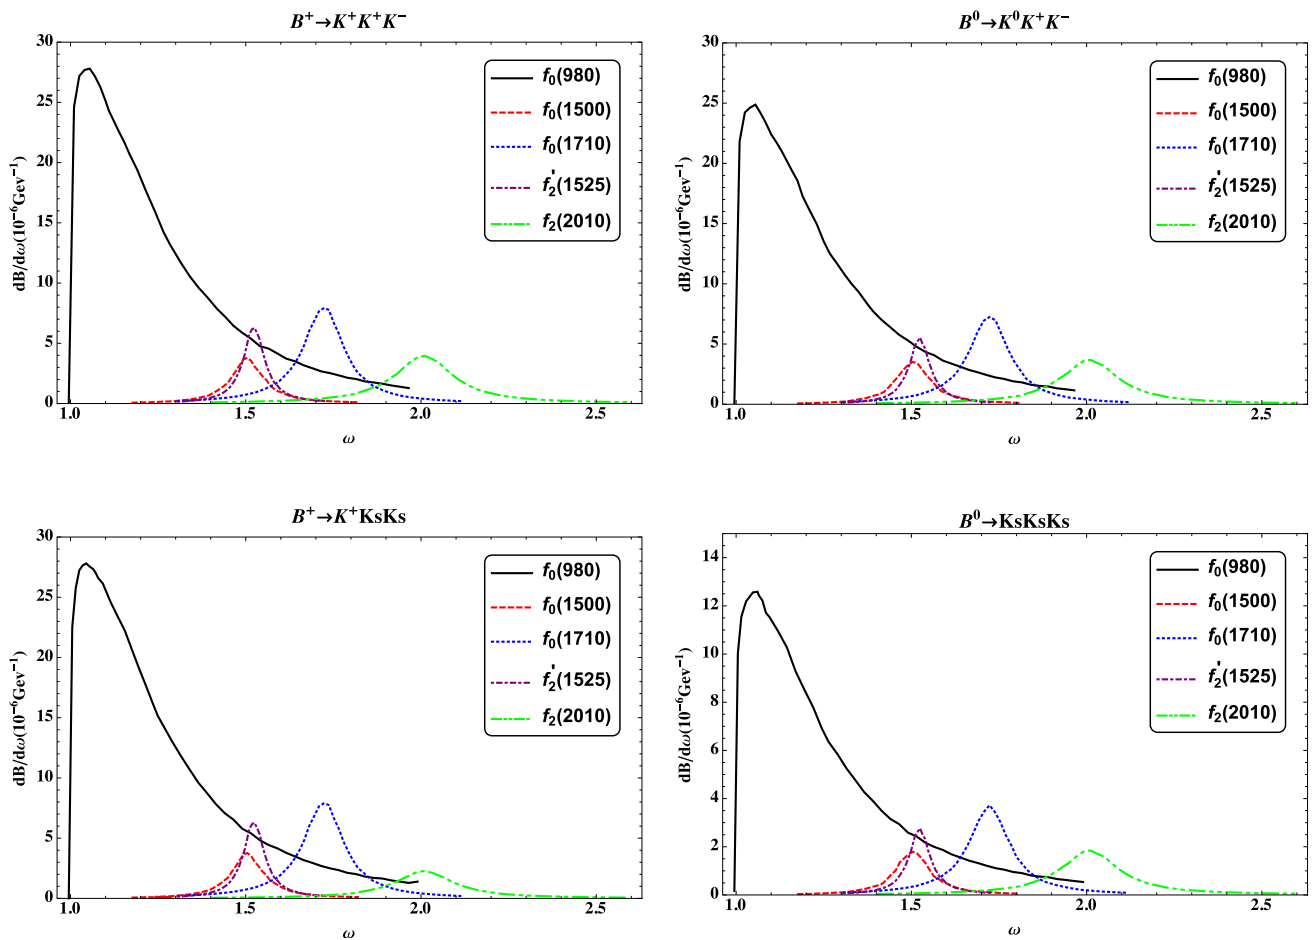 B⁺→K⁺K⁺K⁻
dB/dω(10⁻⁶Gev⁻¹)
30
25
20
15
10
5
0
1.0 1.5 2.0 2.5
ω
f₀(980)
f₀(1500)
f₀(1710)
f₂'(1525)
f₂(2010)
B⁰→K⁰K⁺K⁻
dB/dω(10⁻⁶Gev⁻¹)
30
25
20
15
10
5
0
1.0 1.5 2.0 2.5
ω
f₀(980)
f₀(1500)
f₀(1710)
f₂'(1525)
f₂(2010)
B⁺→K⁺KsKs
dB/dω(10⁻⁶Gev⁻¹)
30
25
20
15
10
5
0
1.0 1.5 2.0 2.5
ω
f₀(980)
f₀(1500)
f₀(1710)
f₂'(1525)
f₂(2010)
B⁰→KsKsKs
dB/dω(10⁻⁶Gev⁻¹)
14
12
10
8
6
4
2
0
1.0 1.5 2.0 2.5
ω
f₀(980)
f₀(1500)
f₀(1710)
f₂'(1525)
f₂(2010)